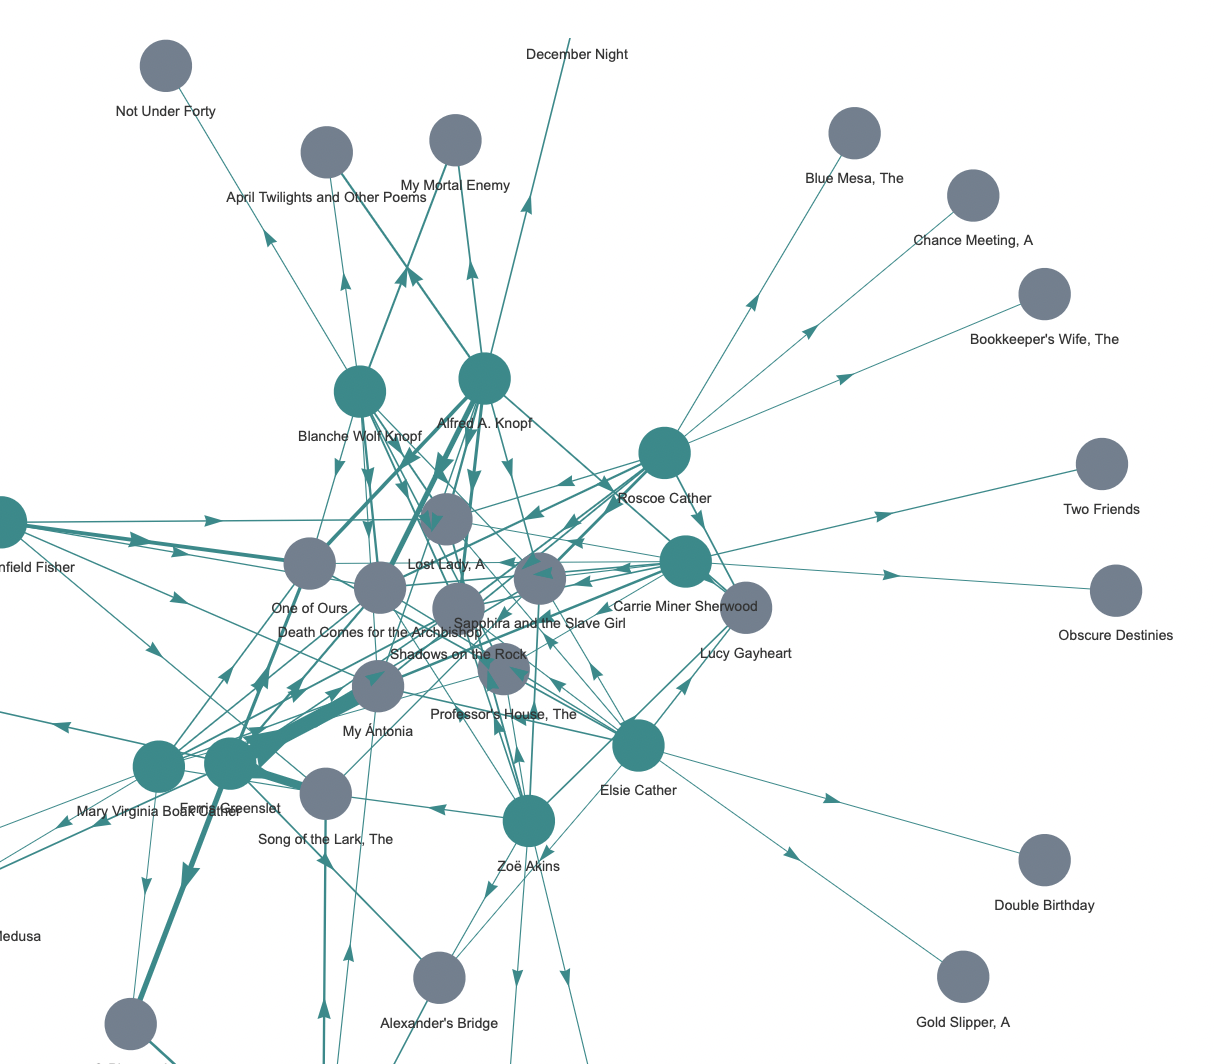 December Night
Not Under Forty
April Twilights and Other Poems
My Mortal Enemy
Blue Mesa, The
Chance Meeting, A
Bookkeeper's Wife, The
Blanche Wolf Knopf
Alfred A. Knopf
Roscoe Cather
Two Friends
nfield Fisher
Lost Lady, A
One of Ours
Death Comes for the Archbishop
Sapphira and the Slave Girl
Carrie Miner Sherwood
Obscure Destinies
Shadows on the Rock
Lucy Gayheart
Professor's House, The
My Ántonia
Mary Virginia Boak Cather
Ferris Greenslet
Elsie Cather
Song of the Lark, The
Zoë Akins
Double Birthday
Medusa
Alexander's Bridge
Gold Slipper, A